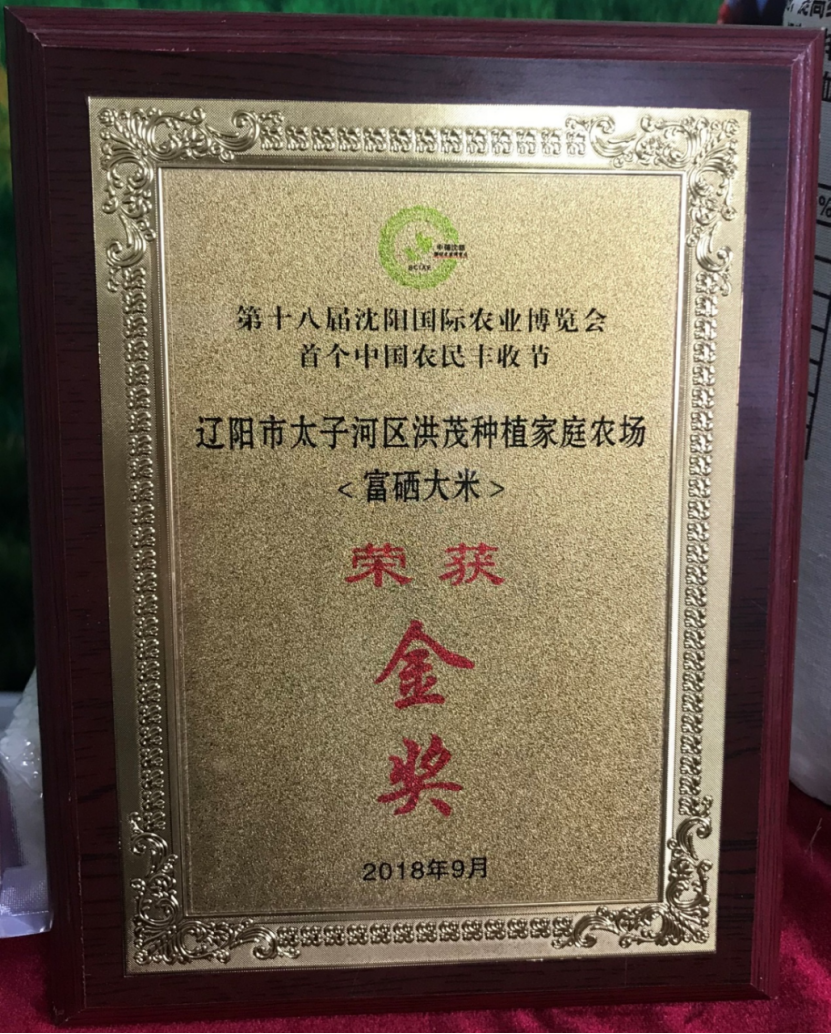 第十八届沈阳国际农业博览会
首个中国农民丰收节
辽阳市太子河区洪茂种植家庭农场
<富硒大米>
荣获
金
奖
2018年9月